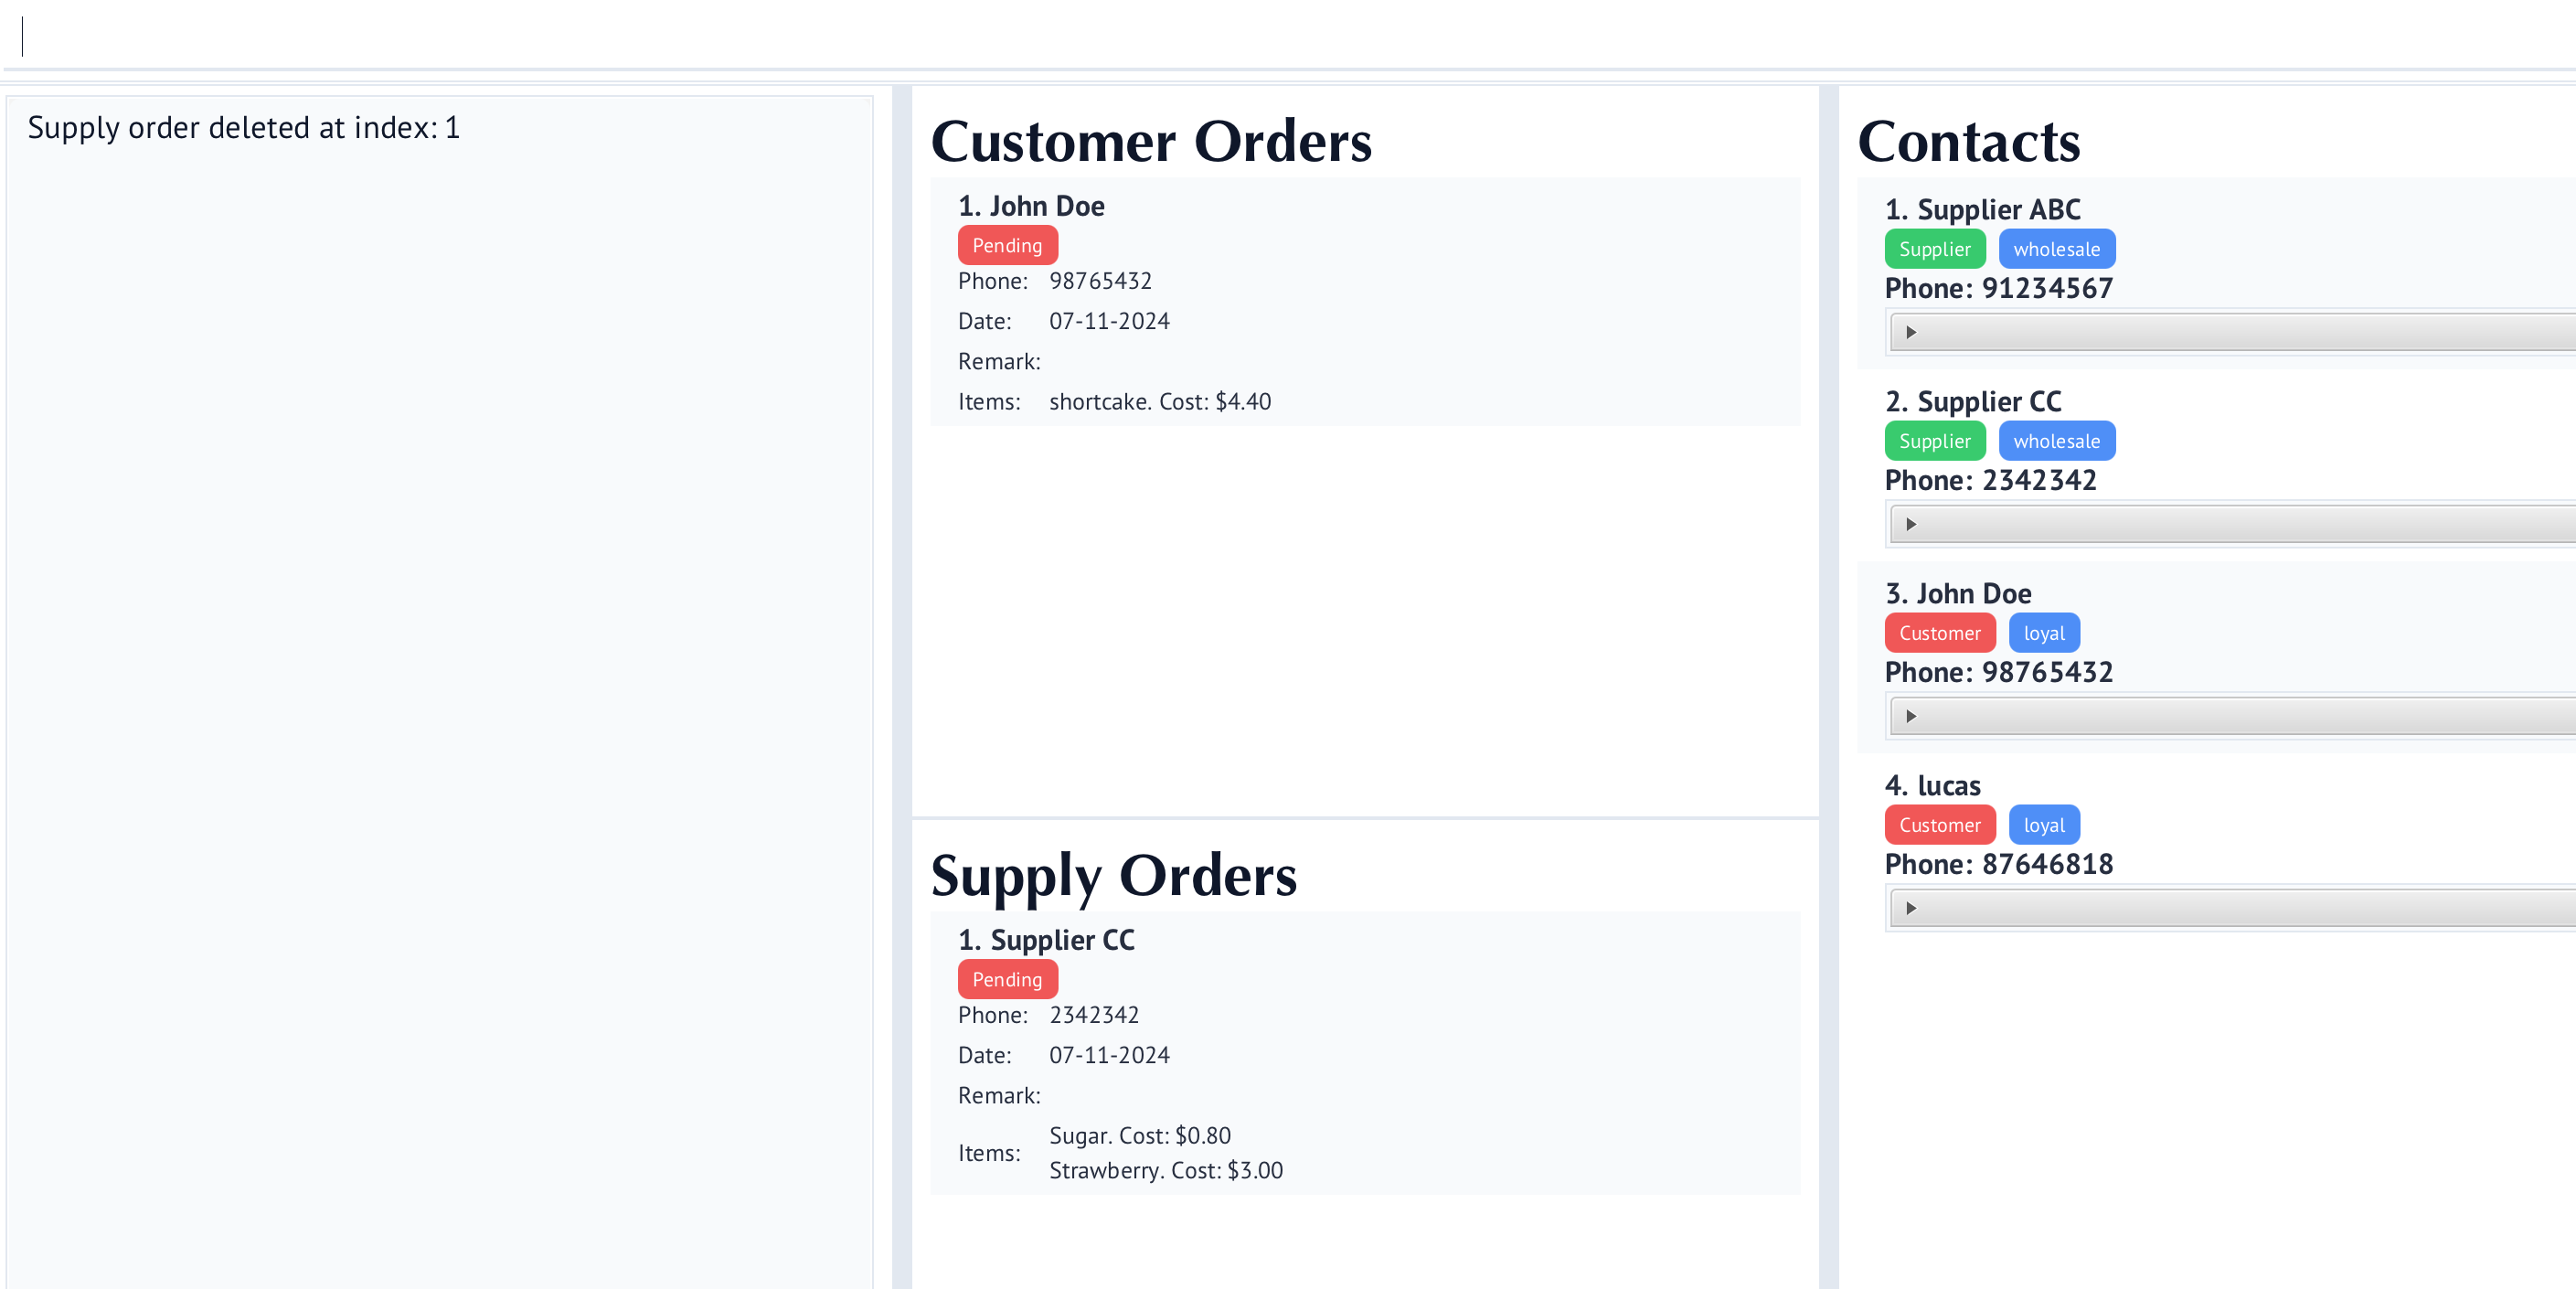 Supply order deleted at index: 1
Customer Orders
1. John Doe
Pending
Phone: 98765432
Date: 07-11-2024
Remark:
Items: shortcake. Cost: $4.40
Supply Orders
1. Supplier CC
Pending
Phone: 2342342
Date: 07-11-2024
Remark:
Items: Sugar. Cost: $0.80
Strawberry. Cost: $3.00
Contacts
1. Supplier ABC
Supplier wholesale
Phone: 91234567
2. Supplier CC
Supplier wholesale
Phone: 2342342
3. John Doe
Customer loyal
Phone: 98765432
4. lucas
Customer loyal
Phone: 87646818